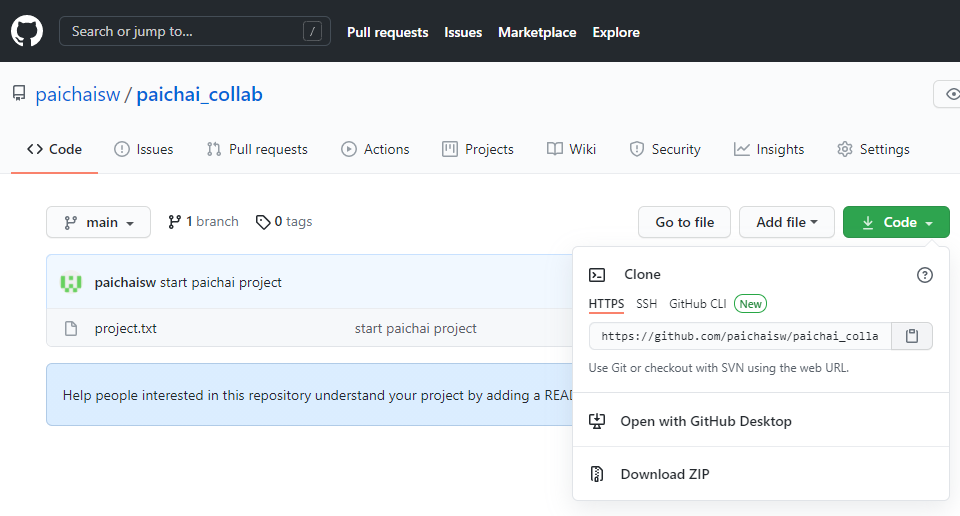 Search or jump to... / Pull requests Issues Marketplace Explore
paichaisw / paichai_collab
Code Issues Pull requests Actions Projects Wiki Security Insights Settings
main 1 branch 0 tags Go to file Add file Code
paichaisw start paichai project
project.txt start paichai project
Help people interested in this repository understand your project by adding a
Clone
HTTPS SSH GitHub CLI New
https://github.com/paichaisw/paichai_colla
Use Git or checkout with SVN using the web URL.
Open with GitHub Desktop
Download ZIP